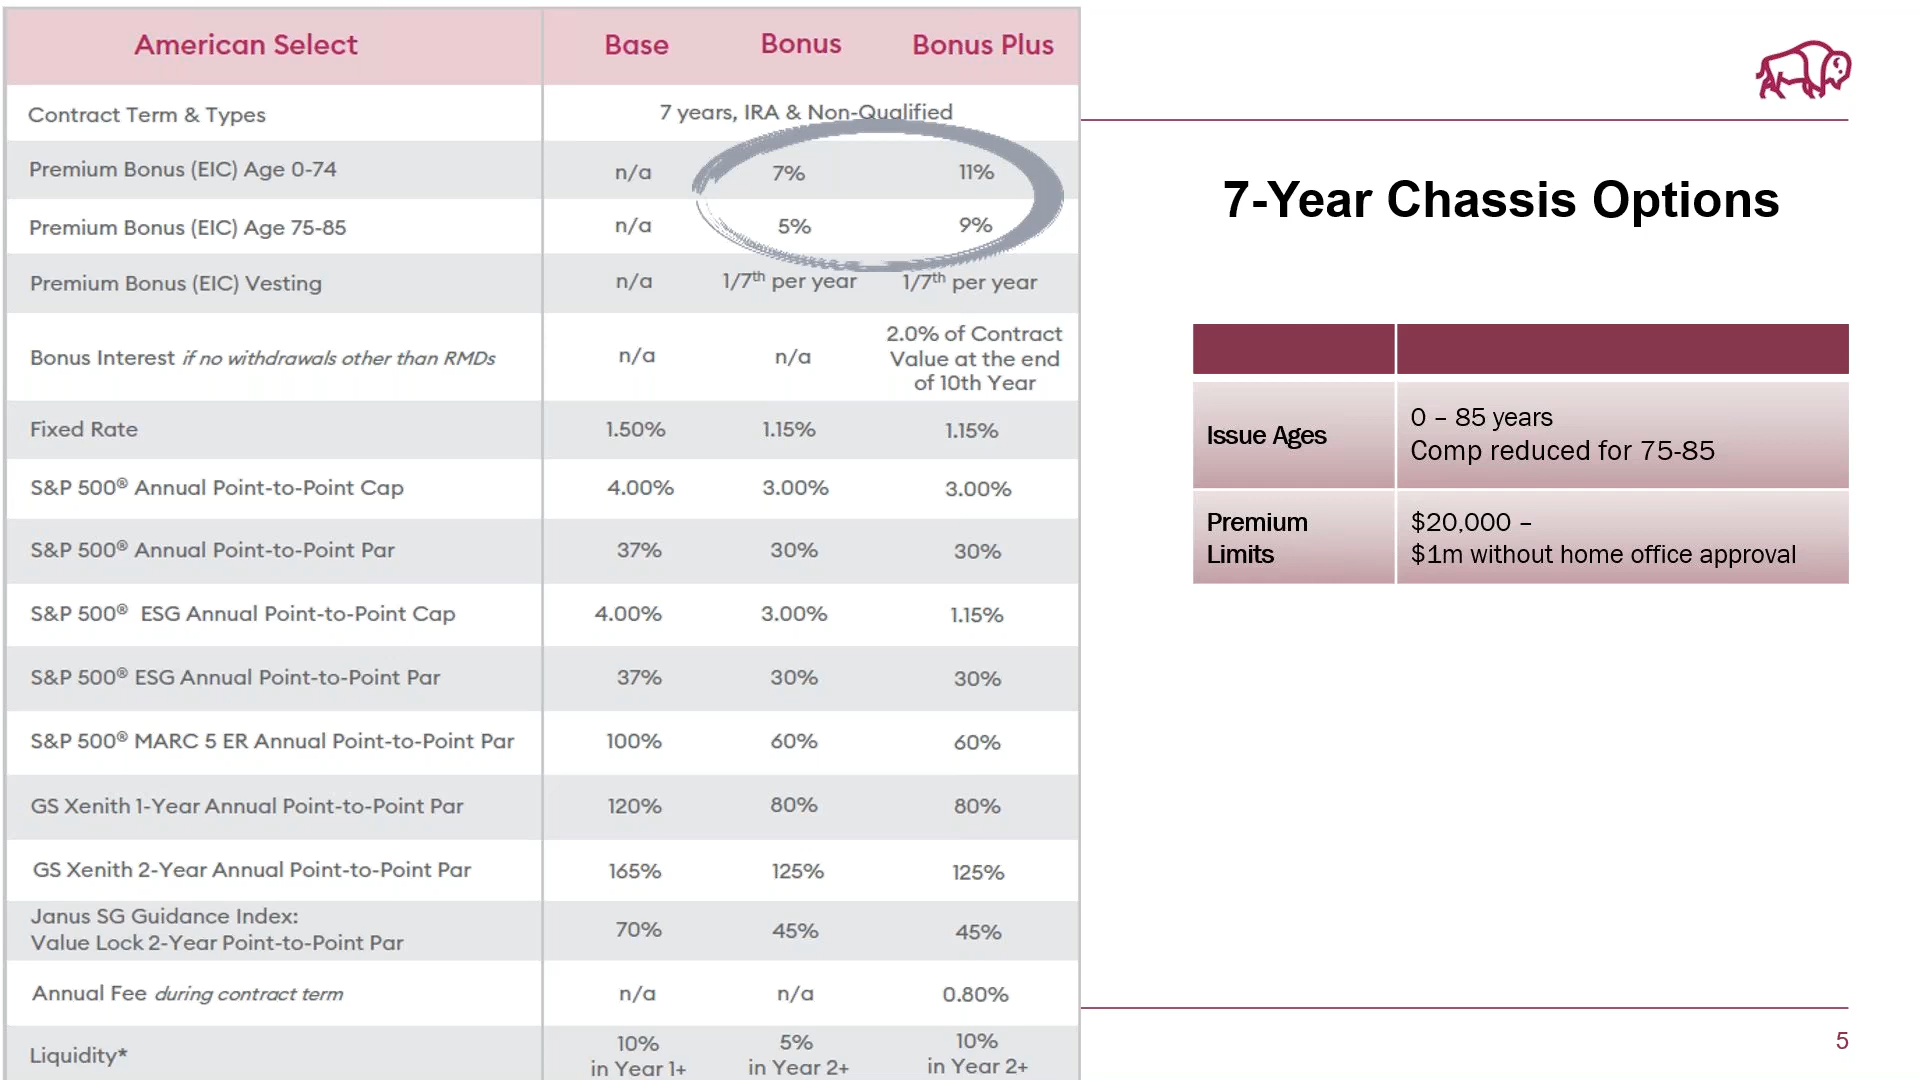 American Select Base Bonus Bonus Plus
Contract Term & Types 7 years, IRA & Non-Qualified
Premium Bonus (EIC) Age 0-74 n/a 7% 11%
Premium Bonus (EIC) Age 75-85 n/a 5% 9%
Premium Bonus (EIC) Vesting n/a 1/7th per year 1/7th per year
Bonus Interest if no withdrawals other than RMDs n/a n/a 2.0% of Contract
Value at the end
of 10th Year
Fixed Rate 1.50% 1.15% 1.15%
S&P 500® Annual Point-to-Point Cap 4.00% 3.00% 3.00%
S&P 500® Annual Point-to-Point Par 37% 30% 30%
S&P 500® ESG Annual Point-to-Point Cap 4.00% 3.00% 1.15%
S&P 500® ESG Annual Point-to-Point Par 37% 30% 30%
S&P 500® MARC 5 ER Annual Point-to-Point Par 100% 60% 60%
GS Xenith 1-Year Annual Point-to-Point Par 120% 80% 80%
GS Xenith 2-Year Annual Point-to-Point Par 165% 125% 125%
Janus SG Guidance Index:
Value Lock 2-Year Point-to-Point Par 70% 45% 45%
Annual Fee during contract term n/a n/a 0.80%
Liquidity* 10% 5% 10%
in Year 1+ in Year 2+ in Year 2+
7-Year Chassis Options
Issue Ages 0 – 85 years
Comp reduced for 75-85
Premium $20,000 –
Limits $1m without home office approval
5